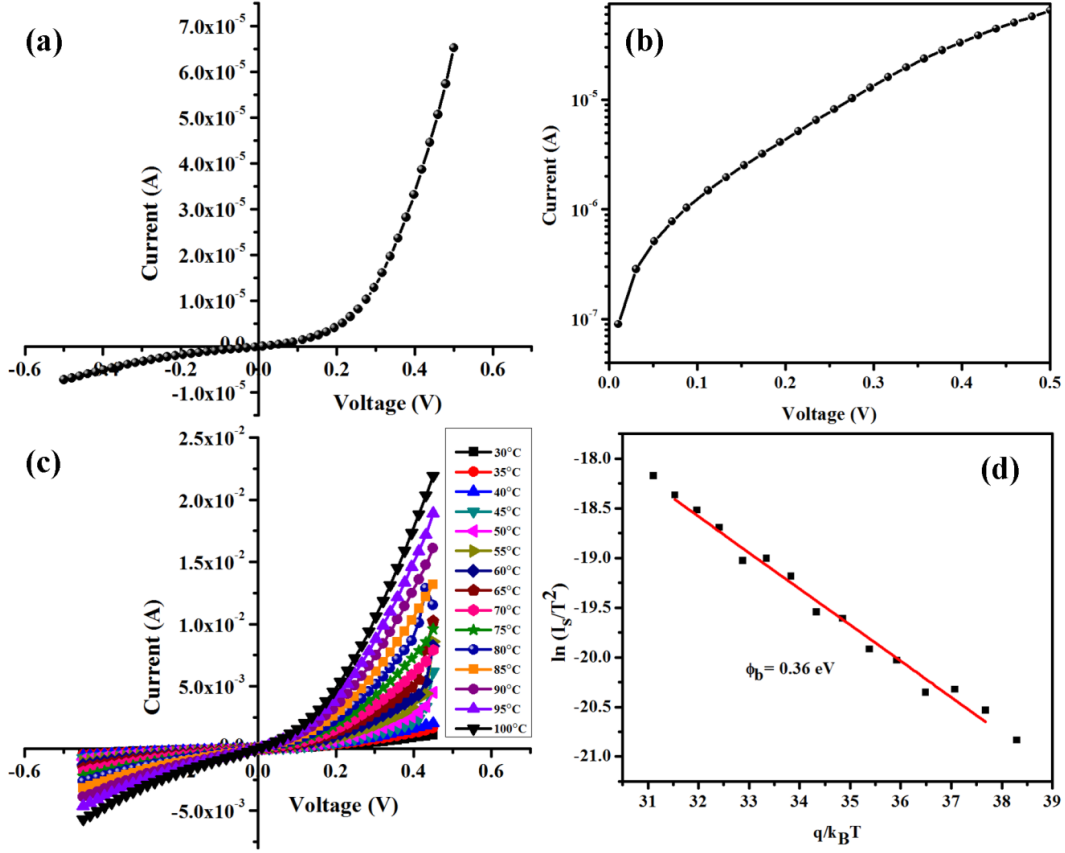 (a)
7.0x10⁻⁵
6.0x10⁻⁵
5.0x10⁻⁵
4.0x10⁻⁵
3.0x10⁻⁵
2.0x10⁻⁵
1.0x10⁻⁵
0.0
-1.0x10⁻⁵
Current (A)
-0.6
-0.4
-0.2
0.0
0.2
0.4
0.6
Voltage (V)
(b)
10⁻⁵
10⁻⁶
10⁻⁷
Current (A)
0.0
0.1
0.2
0.3
0.4
0.5
Voltage (V)
(c)
2.5x10⁻²
2.0x10⁻²
1.5x10⁻²
1.0x10⁻²
5.0x10⁻³
0.0
-5.0x10⁻³
Current (A)
-0.6
-0.4
-0.2
0.0
0.2
0.4
0.6
Voltage (V)
30°C
35°C
40°C
45°C
50°C
55°C
60°C
65°C
70°C
75°C
80°C
85°C
90°C
95°C
100°C
(d)
-18.0
-18.5
-19.0
-19.5
-20.0
-20.5
-21.0
ln (Iₛ/T²)
ϕb= 0.36 eV
31
32
33
34
35
36
37
38
39
q/kBT